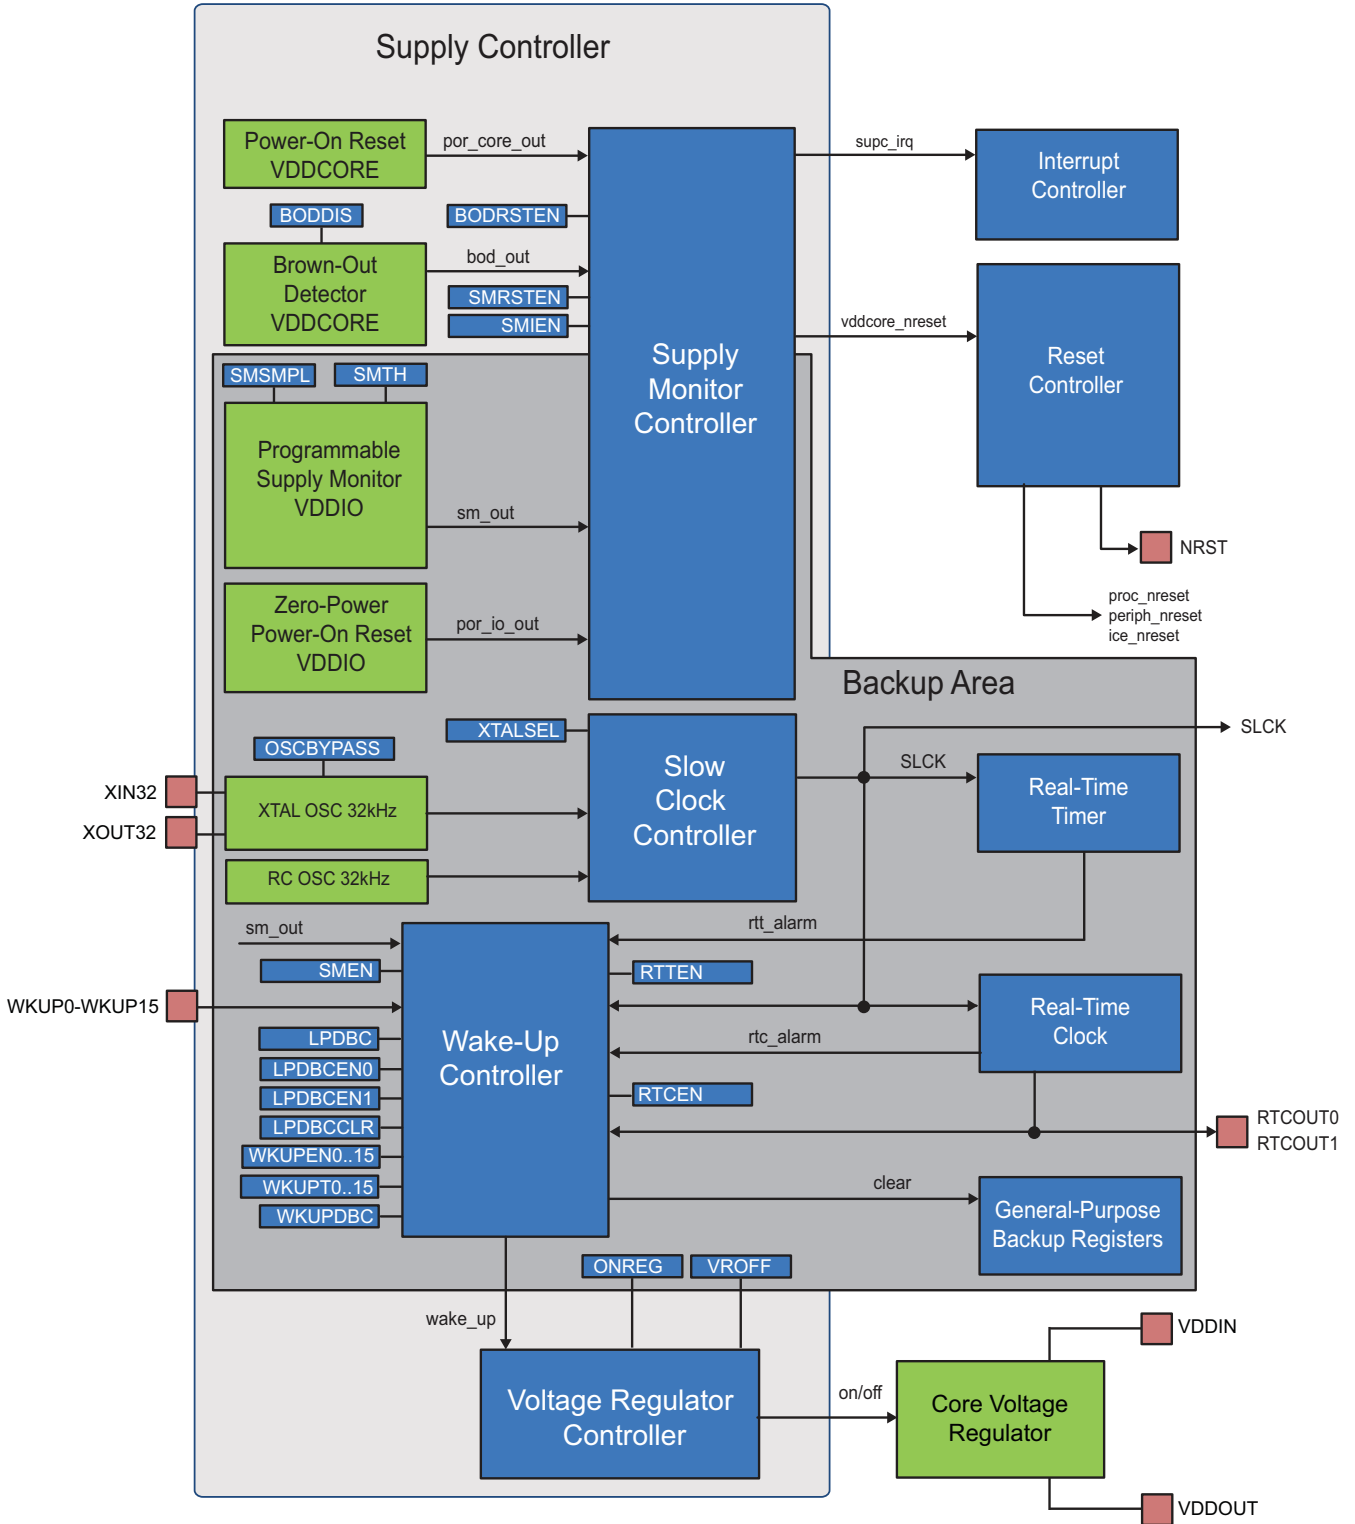 Supply Controller
Power-On Reset
VDDCORE
por_core_out
supc_irq
Interrupt
Controller
BODDIS
BODRSTEN
Brown-Out
Detector
VDDCORE
bod_out
SMRSTEN
SMIEN
vddcore_nreset
Reset
Controller
Supply
Monitor
Controller
SMSMPL
SMTH
Programmable
Supply Monitor
VDDIO
sm_out
NRST
proc_nreset
periph_nreset
ice_nreset
Zero-Power
Power-On Reset
VDDIO
por_io_out
Backup Area
XTALSEL
SLCK
OSCBYPASS
Slow
Clock
Controller
SLCK
Real-Time
Timer
XIN32
XOUT32
XTAL OSC 32kHz
RC OSC 32kHz
sm_out
rtt_alarm
SMEN
RTTEN
WKUP0-WKUP15
Real-Time
Clock
Wake-Up
Controller
rtc_alarm
LPDBC
LPDBCEN0
LPDBCEN1
LPDBCCLR
WKUPEN0..15
WKUPT0..15
WKUPDBC
RTCEN
RTCOUT0
RTCOUT1
clear
General-Purpose
Backup Registers
ONREG
VROFF
wake_up
VDDIN
Voltage Regulator
Controller
on/off
Core Voltage
Regulator
VDDOUT